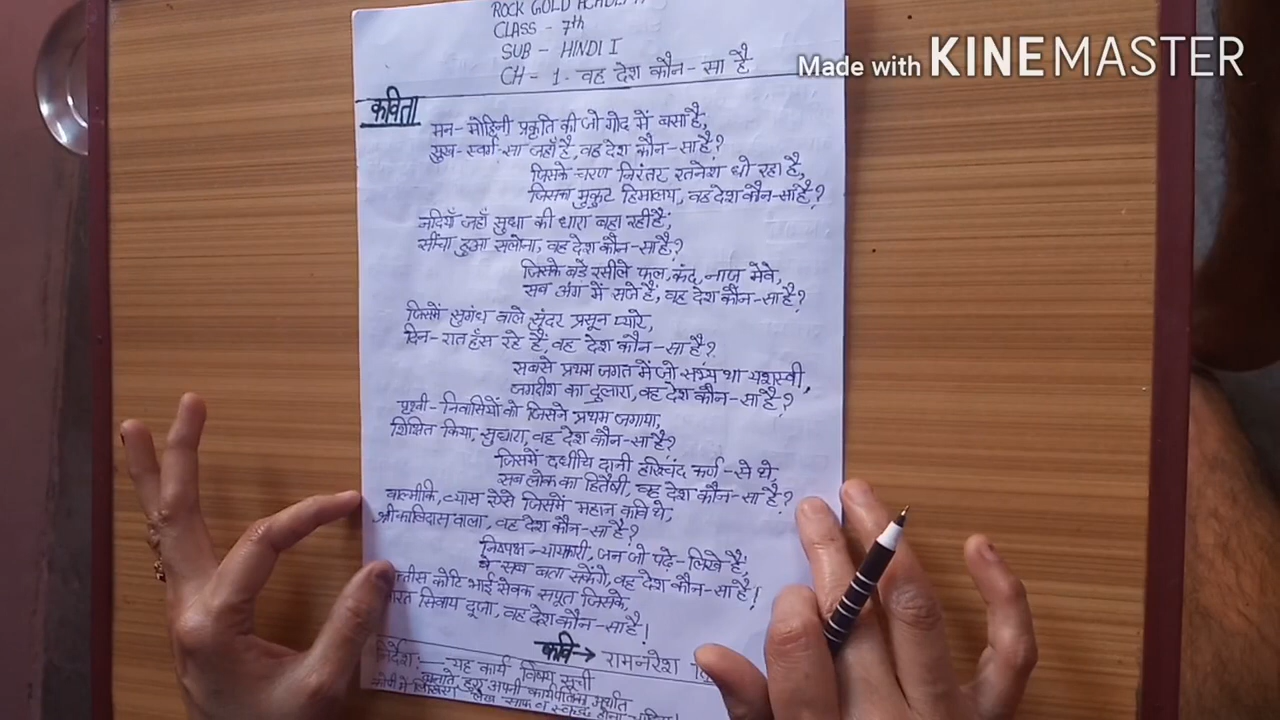 ROCK GOLD ACADEMY
CLASS - 7th
SUB - HINDI I
CH - 1. वह देश कौन-सा है
Made with KINEMASTER
कविता
मन-मोहिनी प्रकृति की जो गोद में बसा है,
सुख-स्वर्ग-सा जहाँ है, वह देश कौन-सा है?
जिसके चरण निरंतर रतनेश धो रहा है,
जिसका मुकुट हिमालय, वह देश कौन-सा है?
नदियाँ जहाँ सुधा की धारा बहा रही हैं,
सींचा हुआ सलोना, वह देश कौन-सा है?
जिसके बड़े रसीले फल, कंद, नाज, मेवे,
सब अंग में सजे हैं, वह देश कौन-सा है?
जिसमें सुगंध वाले सुंदर प्रसून प्यारे,
दिन-रात हँस रहे हैं, वह देश कौन-सा है?
सबसे प्रथम जगत में जो सभ्य था यशस्वी,
जगदीश का दुलारा, वह देश कौन-सा है?
पृथ्वी-निवासियों को जिसने प्रथम जगाया,
शिक्षित किया, सुधारा, वह देश कौन-सा है?
जिसमें दधीचि दानी हरिचंद कर्ण-से थे,
सब लोक का हितैषी, वह देश कौन-सा है?
वाल्मीकि, व्यास ऐसे जिसमें महान कवि थे,
श्री कालिदास वाला, वह देश कौन-सा है?
निष्पक्ष न्यायकारी, जन जो पढ़े-लिखे हैं,
वे सब बता सकेंगे, वह देश कौन-सा है!
कोटि भाई सेवक सपूत जिसके,
सिवाय दूजा, वह देश कौन-सा है!
कवि → रामनरेश
निर्देश:- यह कार्य विषय सूची
हुए अपनी
लेख साफ व